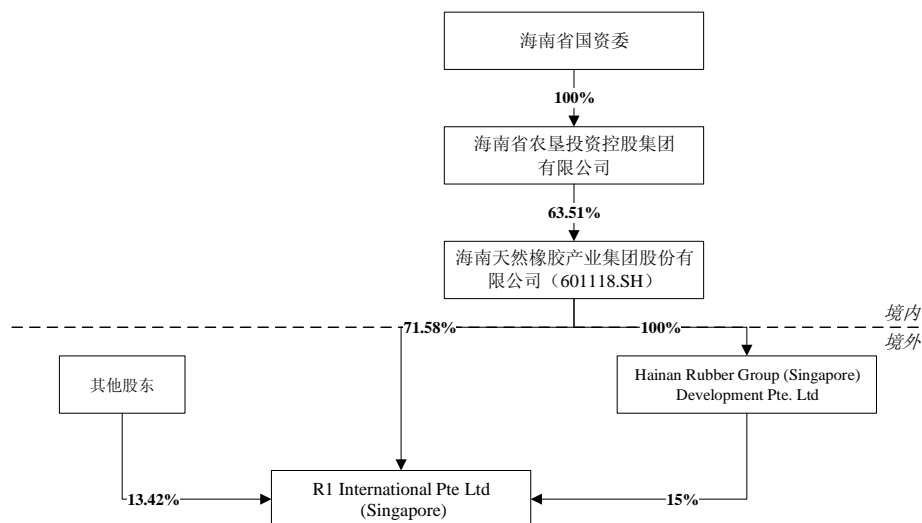 海南省国资委
100%
海南省农垦投资控股集团
有限公司
63.51%
海南天然橡胶产业集团股份有
限公司（601118.SH）
境内
71.58%
100%
境外
其他股东
Hainan Rubber Group (Singapore)
Development Pte. Ltd
13.42%
R1 International Pte Ltd
(Singapore)
15%